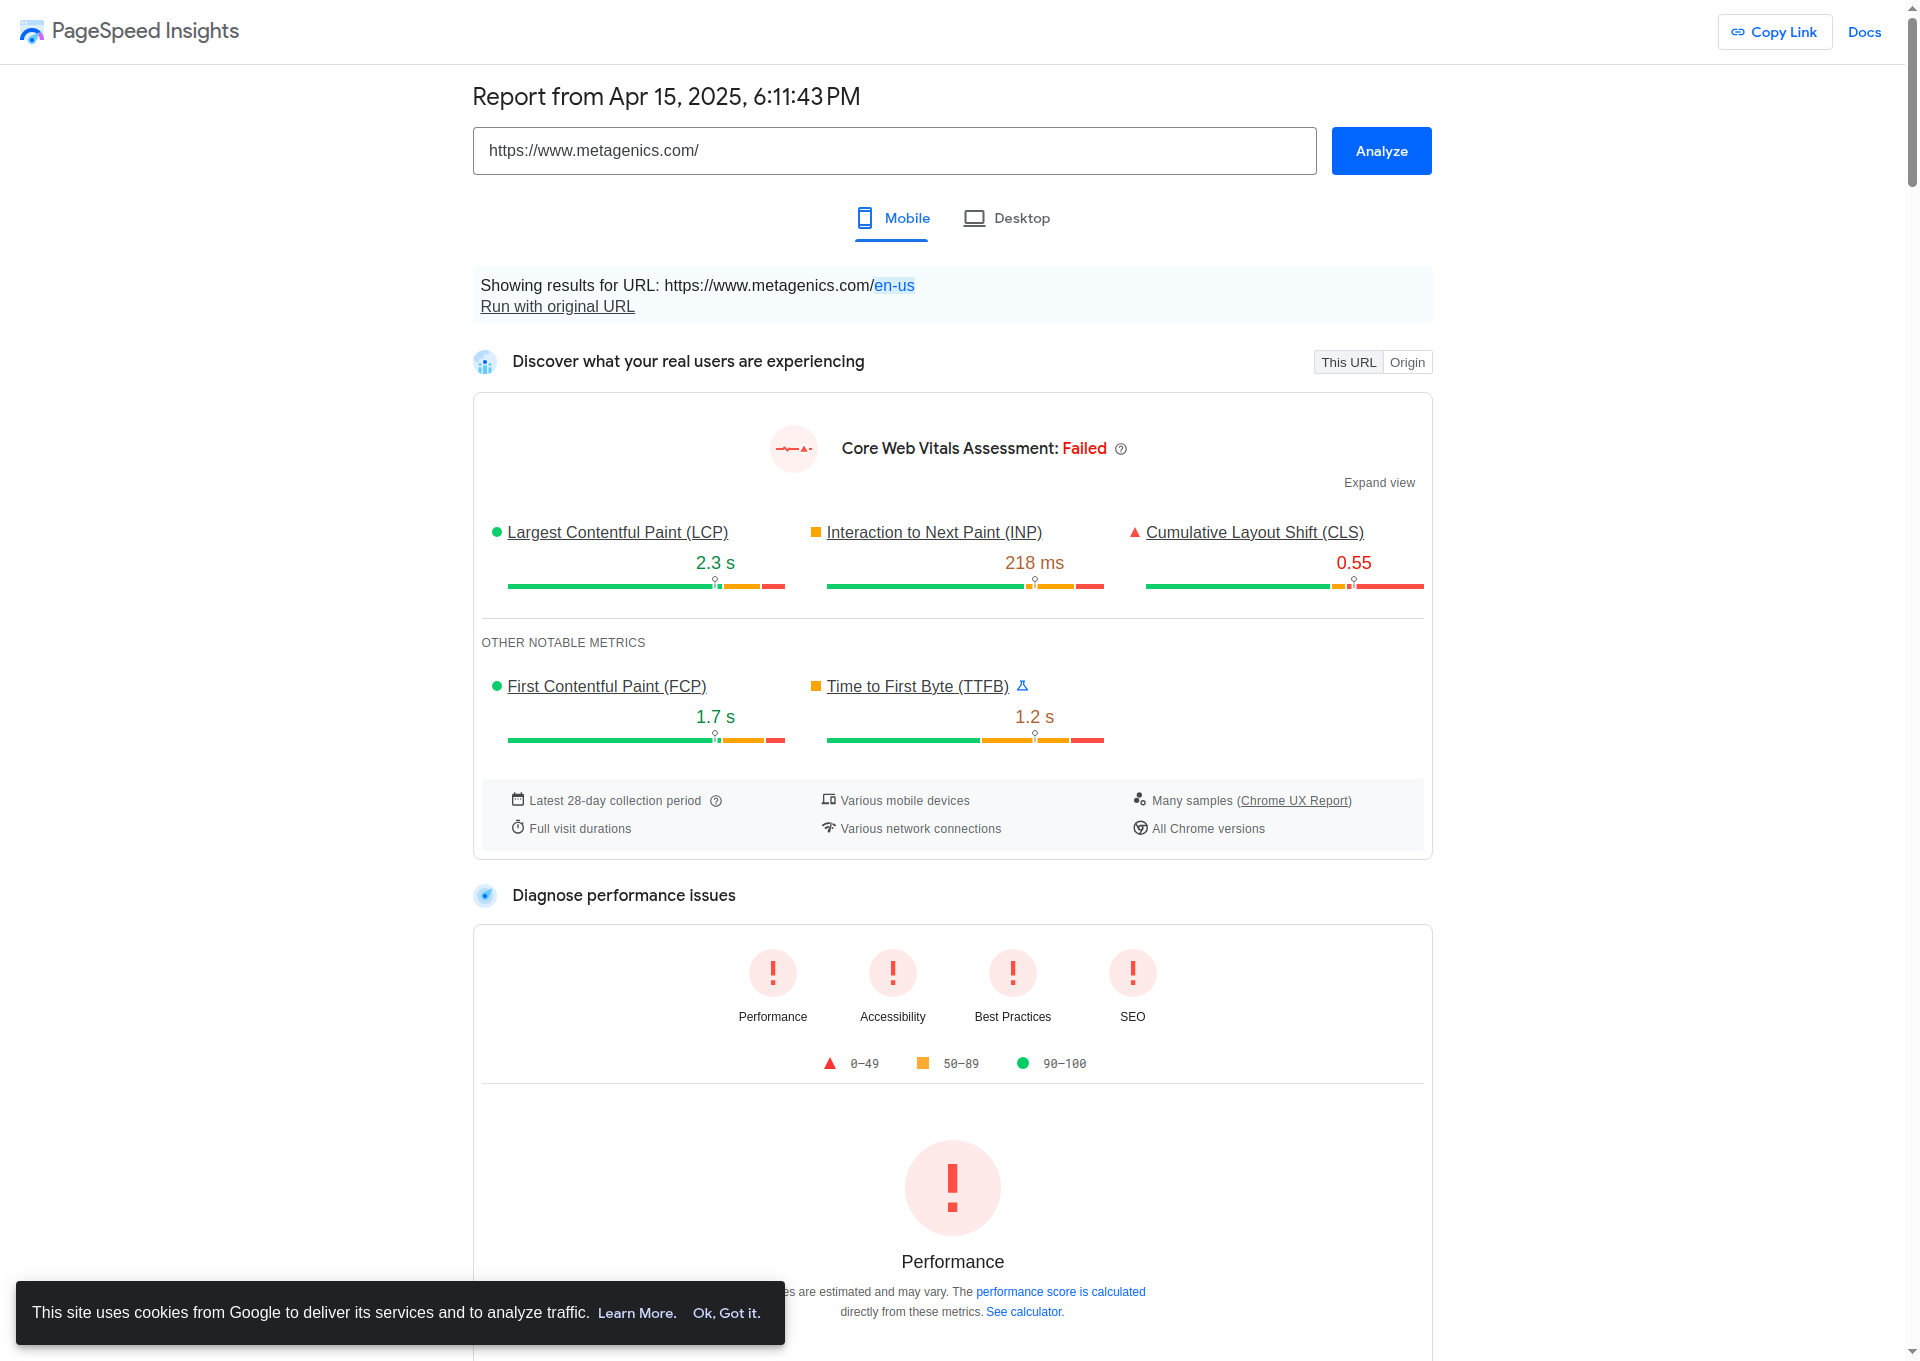 PageSpeed Insights
Copy Link
Docs
Report from Apr 15, 2025, 6:11:43 PM
https://www.metagenics.com/
Analyze
Mobile
Desktop
Showing results for URL: https://www.metagenics.com/en-us
Run with original URL
Discover what your real users are experiencing
This URL
Origin
Core Web Vitals Assessment: Failed
Expand view
Largest Contentful Paint (LCP)
2.3 s
Interaction to Next Paint (INP)
218 ms
Cumulative Layout Shift (CLS)
0.55
OTHER NOTABLE METRICS
First Contentful Paint (FCP)
1.7 s
Time to First Byte (TTFB)
1.2 s
Latest 28-day collection period
Various mobile devices
Many samples (Chrome UX Report)
Full visit durations
Various network connections
All Chrome versions
Diagnose performance issues
Performance
Accessibility
Best Practices
SEO
0–49
50–89
90–100
Performance
are estimated and may vary. The performance score is calculated
directly from these metrics. See calculator.
This site uses cookies from Google to deliver its services and to analyze traffic. Learn More. Ok, Got it.